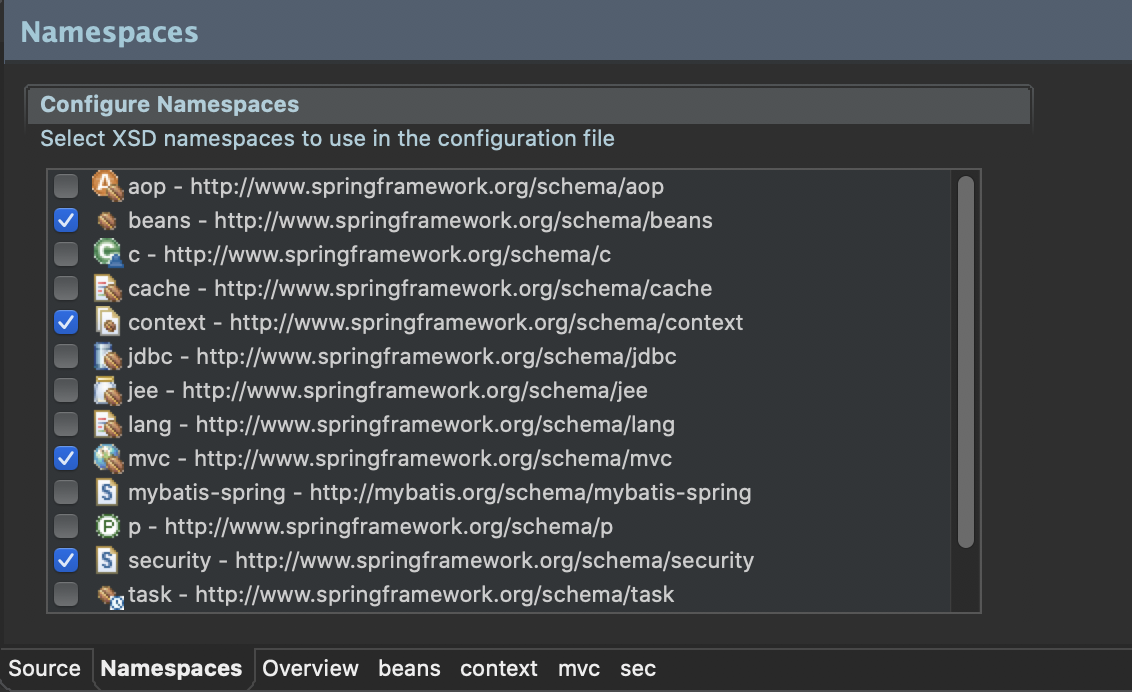 Namespaces
Configure Namespaces
Select XSD namespaces to use in the configuration file
aop - http://www.springframework.org/schema/aop
beans - http://www.springframework.org/schema/beans
c - http://www.springframework.org/schema/c
cache - http://www.springframework.org/schema/cache
context - http://www.springframework.org/schema/context
jdbc - http://www.springframework.org/schema/jdbc
jee - http://www.springframework.org/schema/jee
lang - http://www.springframework.org/schema/lang
mvc - http://www.springframework.org/schema/mvc
mybatis-spring - http://mybatis.org/schema/mybatis-spring
p - http://www.springframework.org/schema/p
security - http://www.springframework.org/schema/security
task - http://www.springframework.org/schema/task
Source Namespaces Overview beans context mvc sec